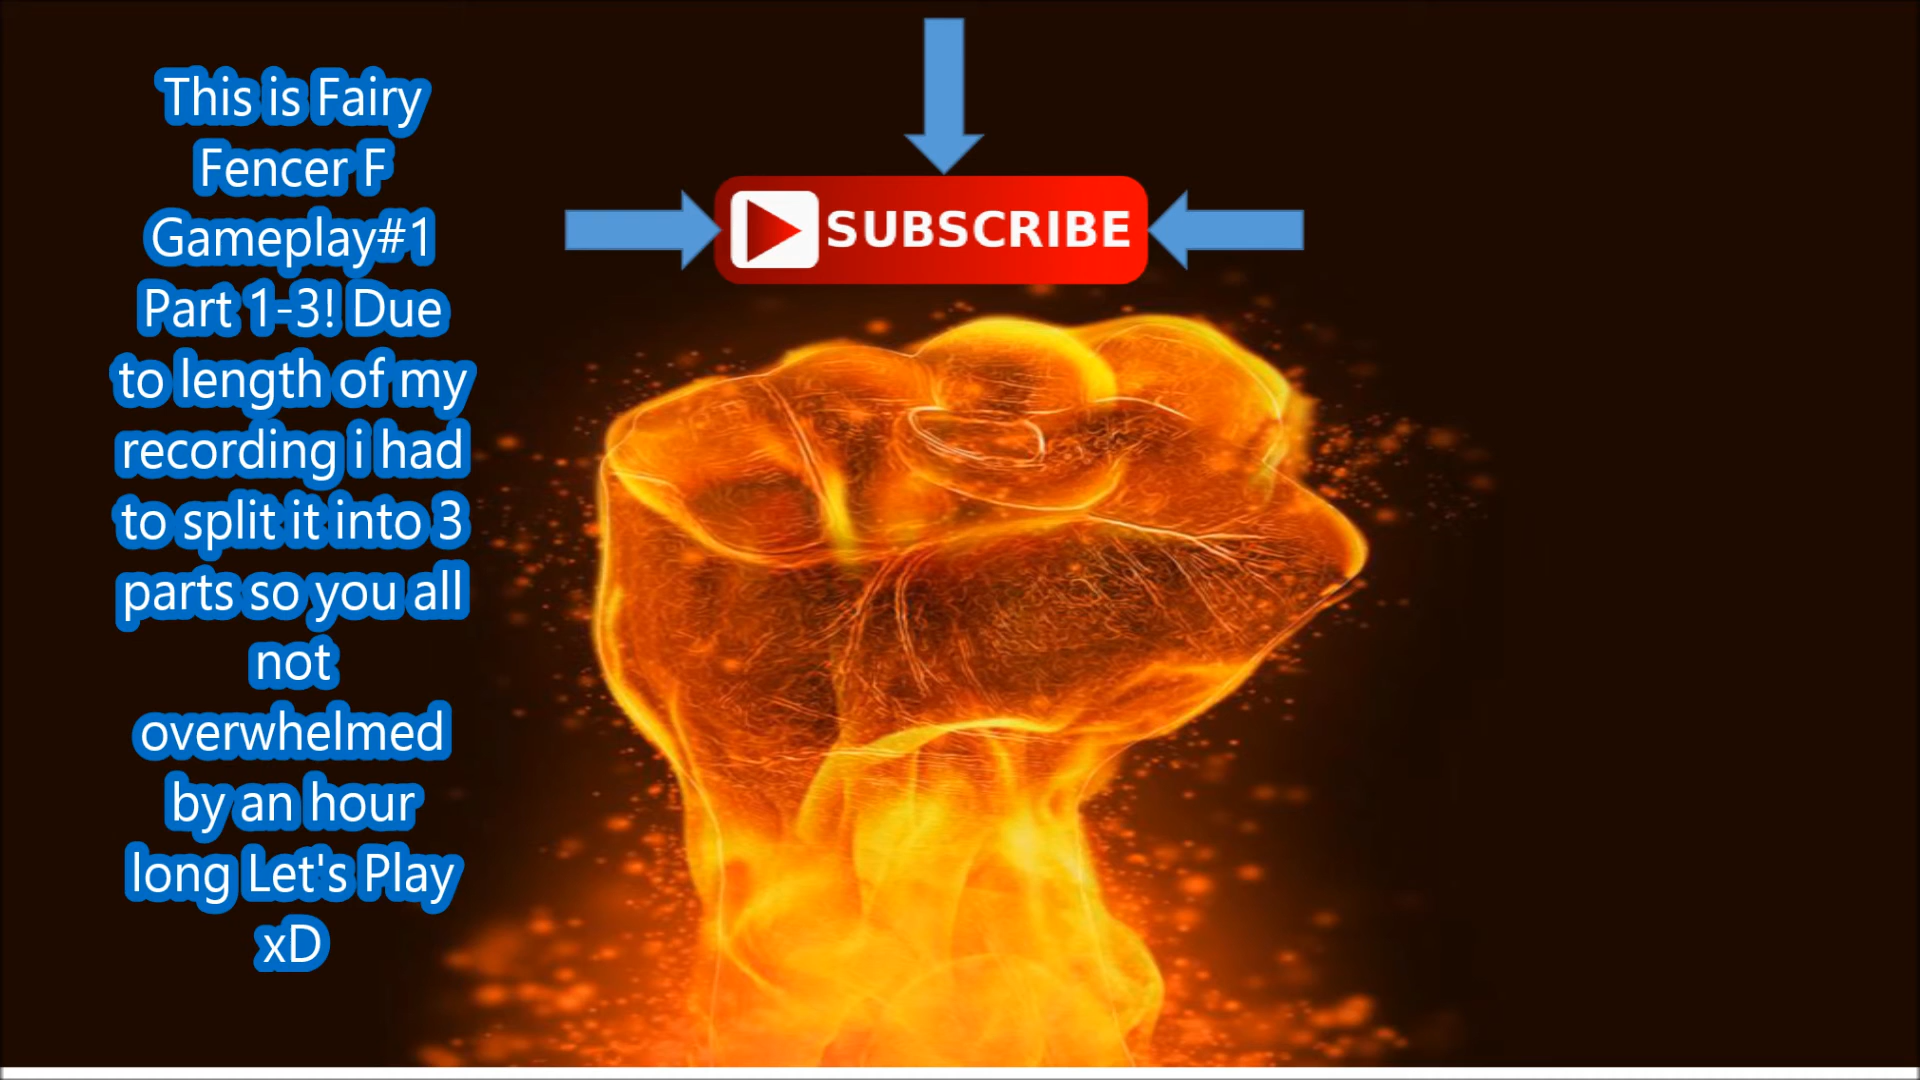 This is Fairy
Fencer F
Gameplay#1
Part 1-3! Due
to length of my
recording i had
to split it into 3
parts so you all
not
overwhelmed
by an hour
long Let's Play
xD
SUBSCRIBE